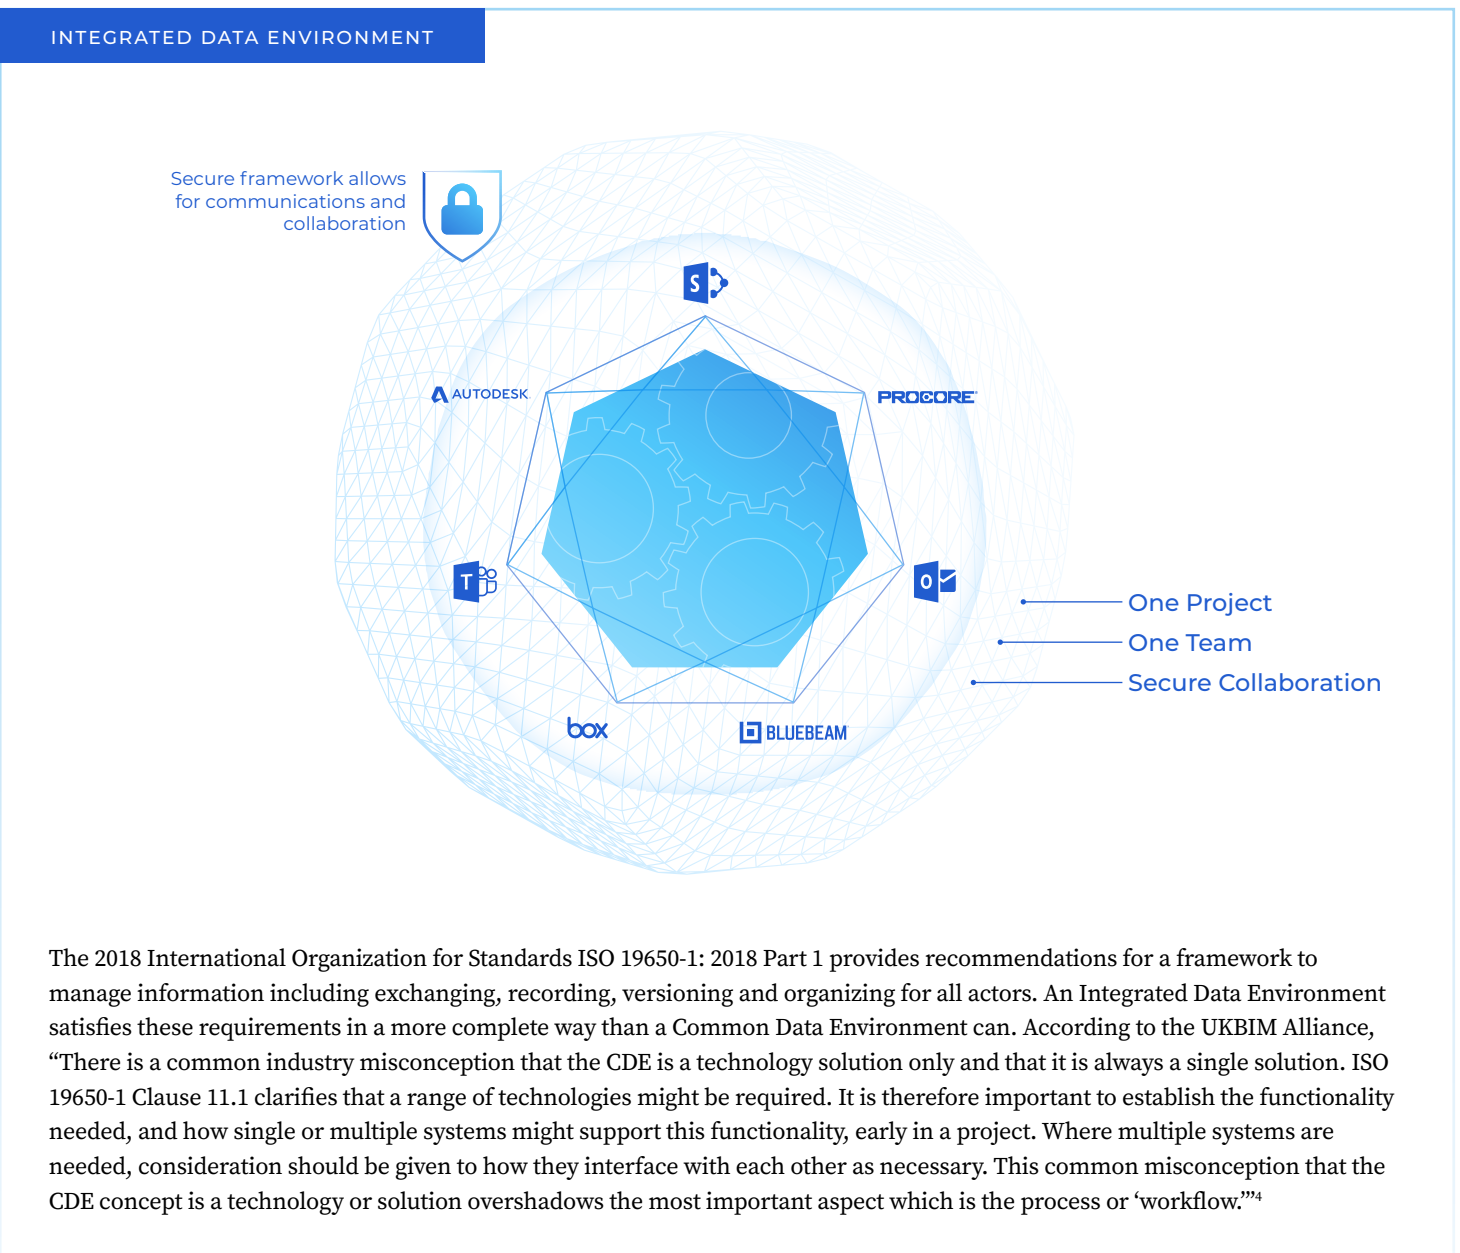 INTEGRATED DATA ENVIRONMENT
Secure framework allows
for communications and
collaboration
S
AUTODESK
PROCORE
T
O
One Project
One Team
Secure Collaboration
box
BLUEBEAM
The 2018 International Organization for Standards ISO 19650-1: 2018 Part 1 provides recommendations for a framework to
manage information including exchanging, recording, versioning and organizing for all actors. An Integrated Data Environment
satisfies these requirements in a more complete way than a Common Data Environment can. According to the UKBIM Alliance,
“There is a common industry misconception that the CDE is a technology solution only and that it is always a single solution. ISO
19650-1 Clause 11.1 clarifies that a range of technologies might be required. It is therefore important to establish the functionality
needed, and how single or multiple systems might support this functionality, early in a project. Where multiple systems are
needed, consideration should be given to how they interface with each other as necessary. This common misconception that the
CDE concept is a technology or solution overshadows the most important aspect which is the process or ‘workflow.’”⁴